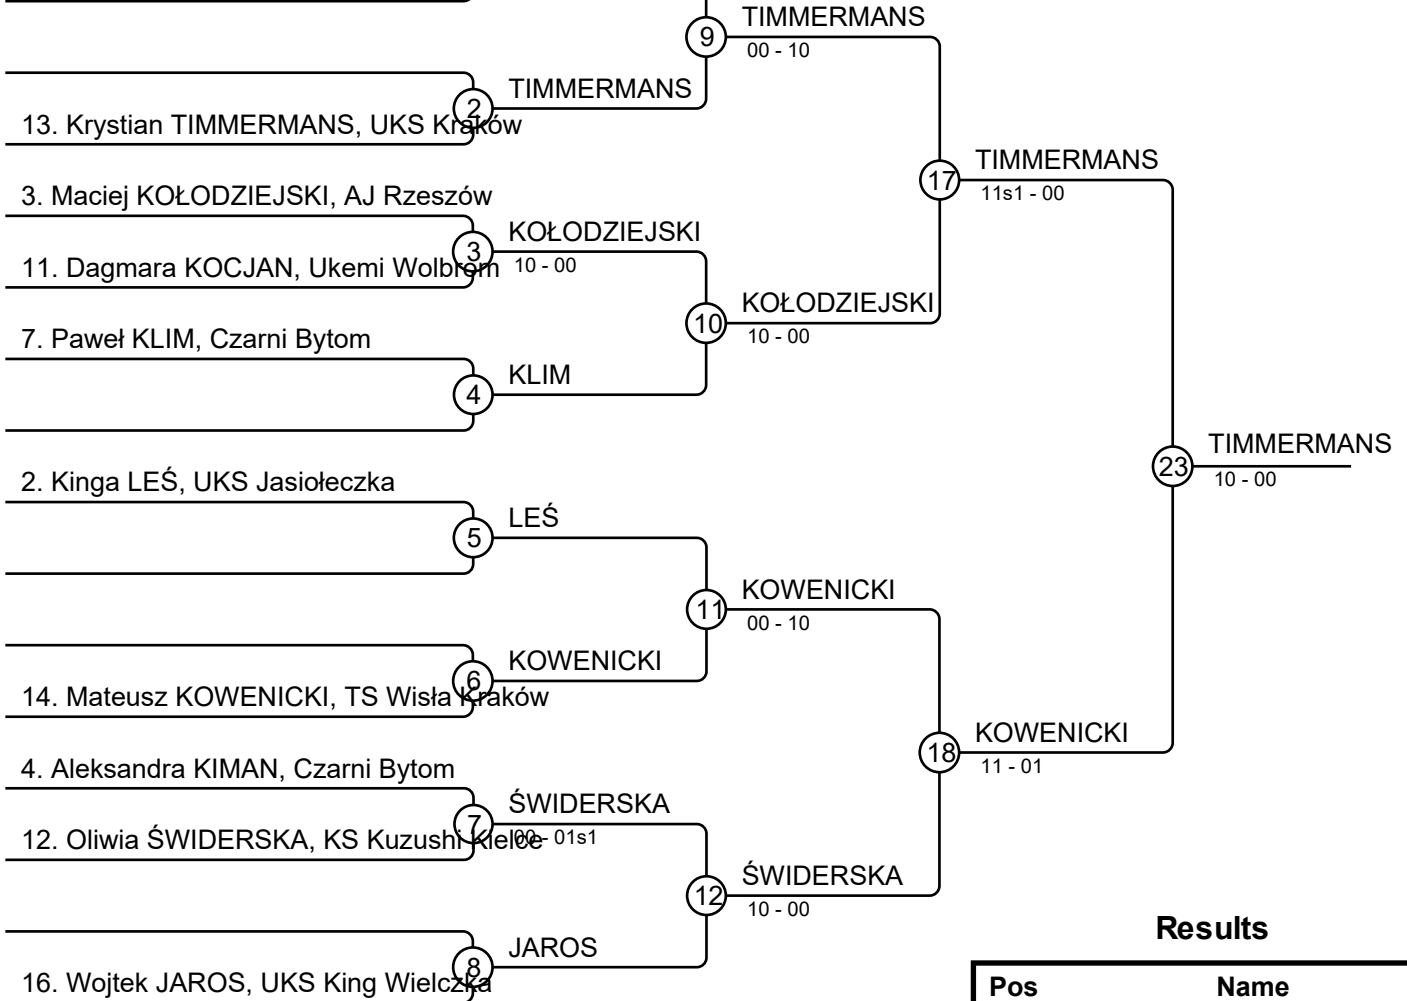 TIMMERMANS
9
00 - 10
TIMMERMANS
2
13. Krystian TIMMERMANS, UKS Kraków
TIMMERMANS
17
11s1 - 00
3. Maciej KOŁODZIEJSKI, AJ Rzeszów
KOŁODZIEJSKI
3
10 - 00
11. Dagmara KOCJAN, Ukemi Wolbrom
KOŁODZIEJSKI
10
10 - 00
7. Paweł KLIM, Czarni Bytom
KLIM
4
TIMMERMANS
23
10 - 00
2. Kinga LEŚ, UKS Jasiołeczka
LEŚ
5
KOWENICKI
11
00 - 10
KOWENICKI
6
14. Mateusz KOWENICKI, TS Wisła Kraków
KOWENICKI
18
11 - 01
4. Aleksandra KIMAN, Czarni Bytom
ŚWIDERSKA
7
00 - 01s1
12. Oliwia ŚWIDERSKA, KS Kuzushi Kielce
ŚWIDERSKA
12
10 - 00
JAROS
8
16. Wojtek JAROS, UKS King Wielczka
Results
Pos Name